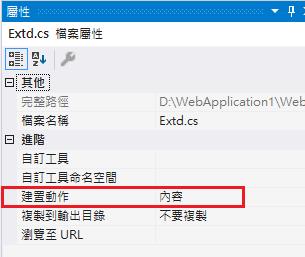 屬性
Extd.cs 檔案屬性
其他
完整路徑 D:\WebApplication1\Web
檔案名稱 Extd.cs
進階
自訂工具
自訂工具命名空間
建置動作 內容
複製到輸出目錄 不要複製
瀏覽至 URL